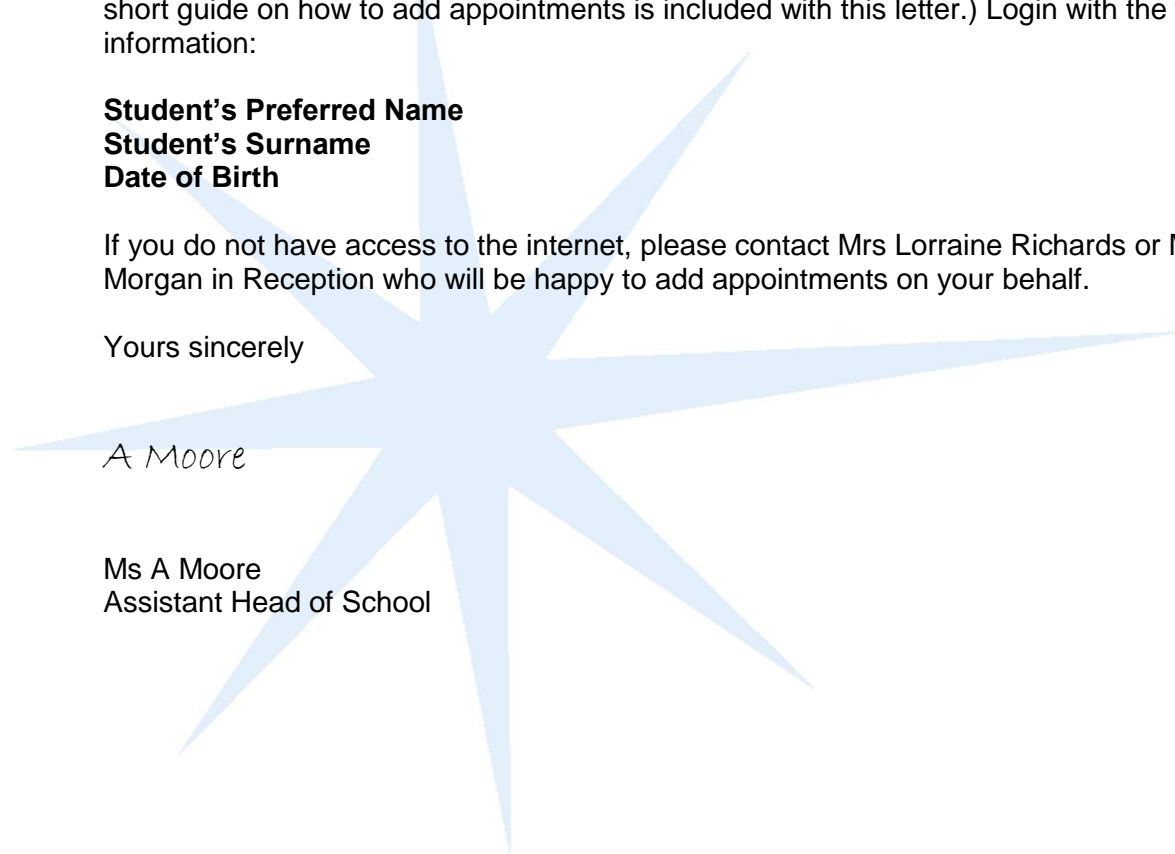 short guide on how to add appointments is included with this letter.) Login with the
information:
Student’s Preferred Name
Student’s Surname
Date of Birth
If you do not have access to the internet, please contact Mrs Lorraine Richards or
Morgan in Reception who will be happy to add appointments on your behalf.
Yours sincerely
A Moore
Ms A Moore
Assistant Head of School